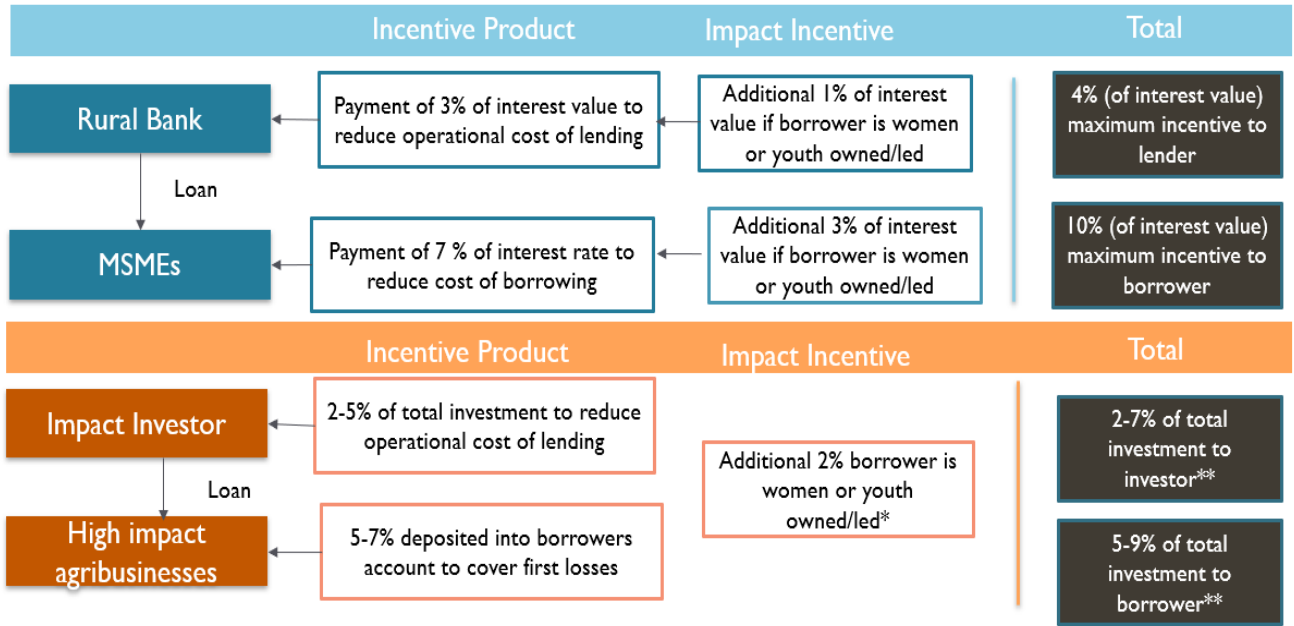 Incentive Product
Impact Incentive
Total
Rural Bank
Payment of 3% of interest value to
reduce operational cost of lending
Additional 1% of interest
value if borrower is women
or youth owned/led
4% (of interest value)
maximum incentive to
lender
Loan
MSMEs
Payment of 7 % of interest rate to
reduce cost of borrowing
Additional 3% of interest
value if borrower is women
or youth owned/led
10% (of interest value)
maximum incentive to
borrower
Incentive Product
Impact Incentive
Total
Impact Investor
2-5% of total investment to reduce
operational cost of lending
Additional 2% borrower is
women or youth
owned/led*
2-7% of total
investment to
investor**
Loan
High impact
agribusinesses
5-7% deposited into borrowers
account to cover first losses
5-9% of total
investment to
borrower**